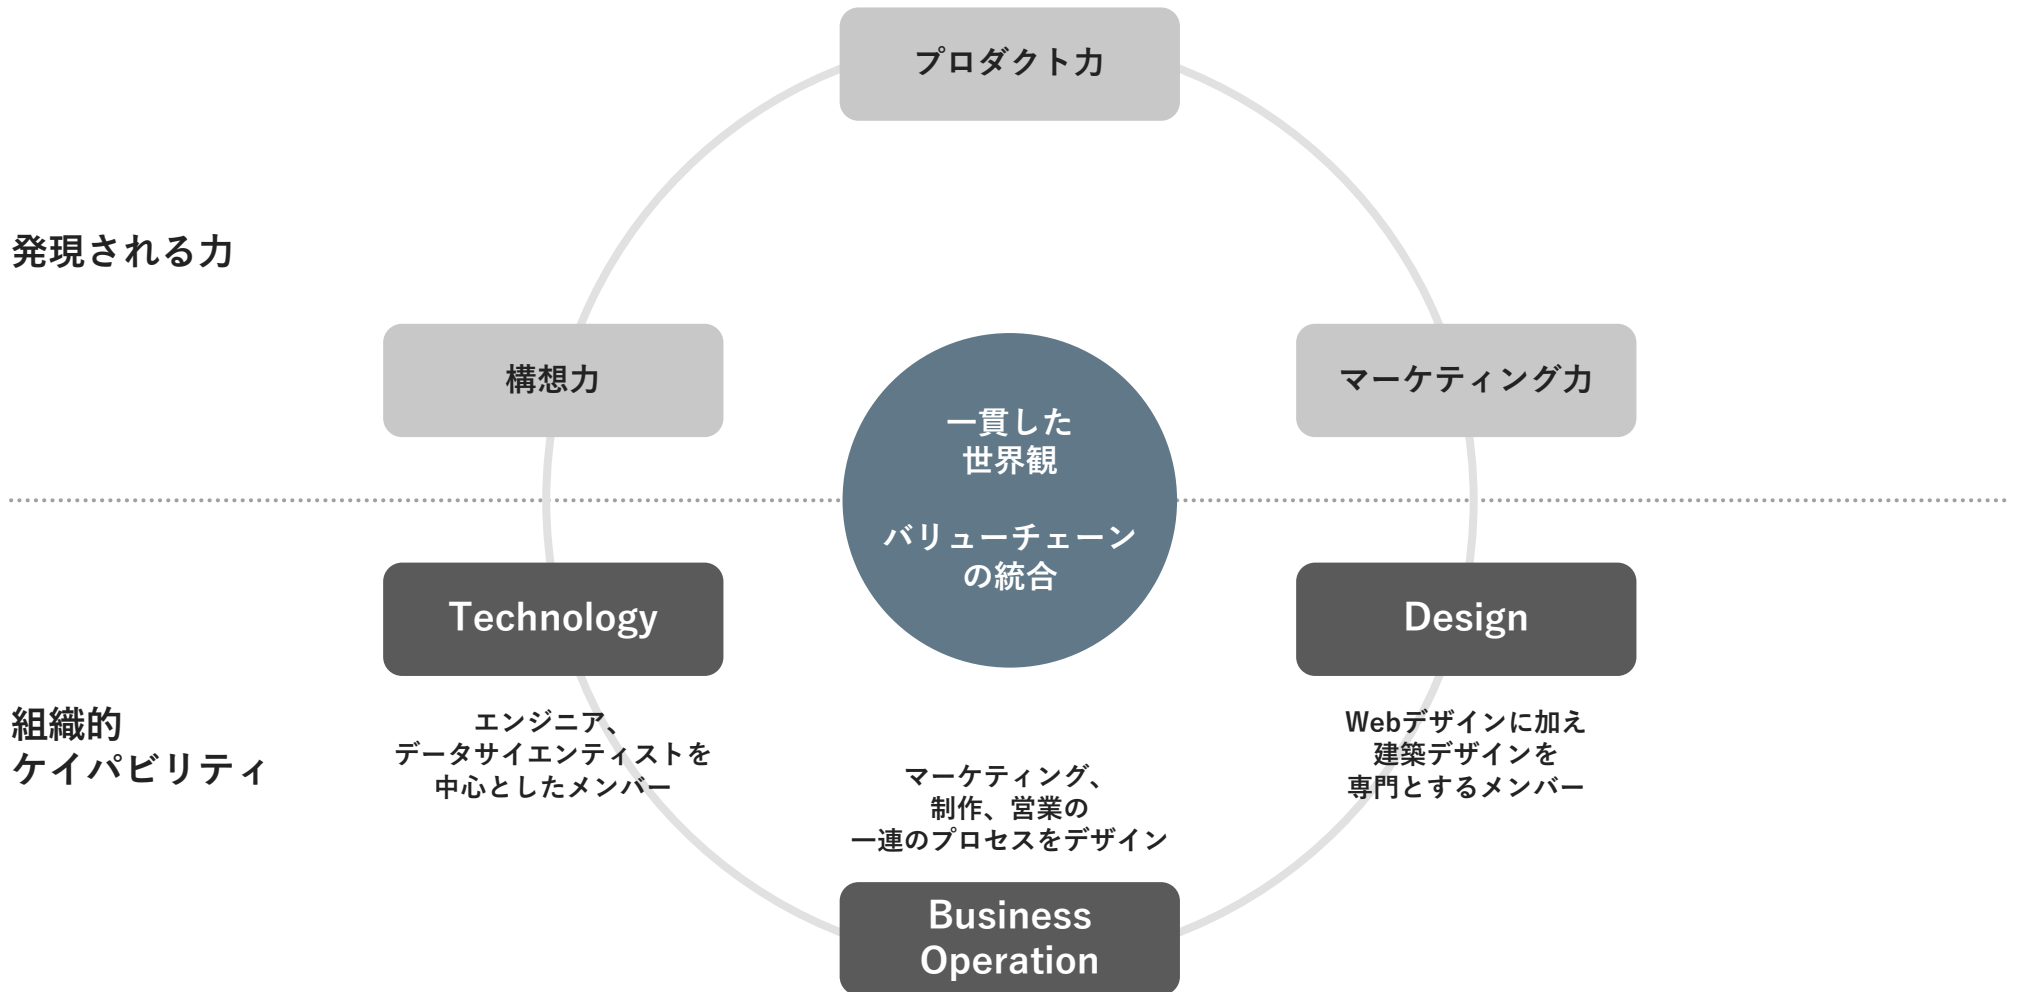 プロダクト力
発現される力
構想力
マーケティング力
一貫した
世界観
バリューチェーン
の統合
Technology
Design
組織的
ケイパビリティ
エンジニア、
データサイエンティストを
中心としたメンバー
Webデザインに加え
建築デザインを
専門とするメンバー
マーケティング、
制作、営業の
一連のプロセスをデザイン
Business
Operation